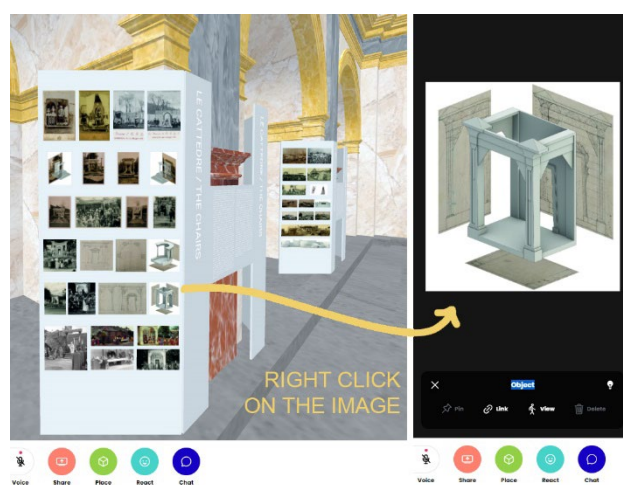 LE CATTEDRE / THE CHAIRS
RIGHT CLICK
ON THE IMAGE
Voice
Share
Place
React
Chat
Object
Pin
Link
View
Delete
Voice
Share
Place
React
Chat